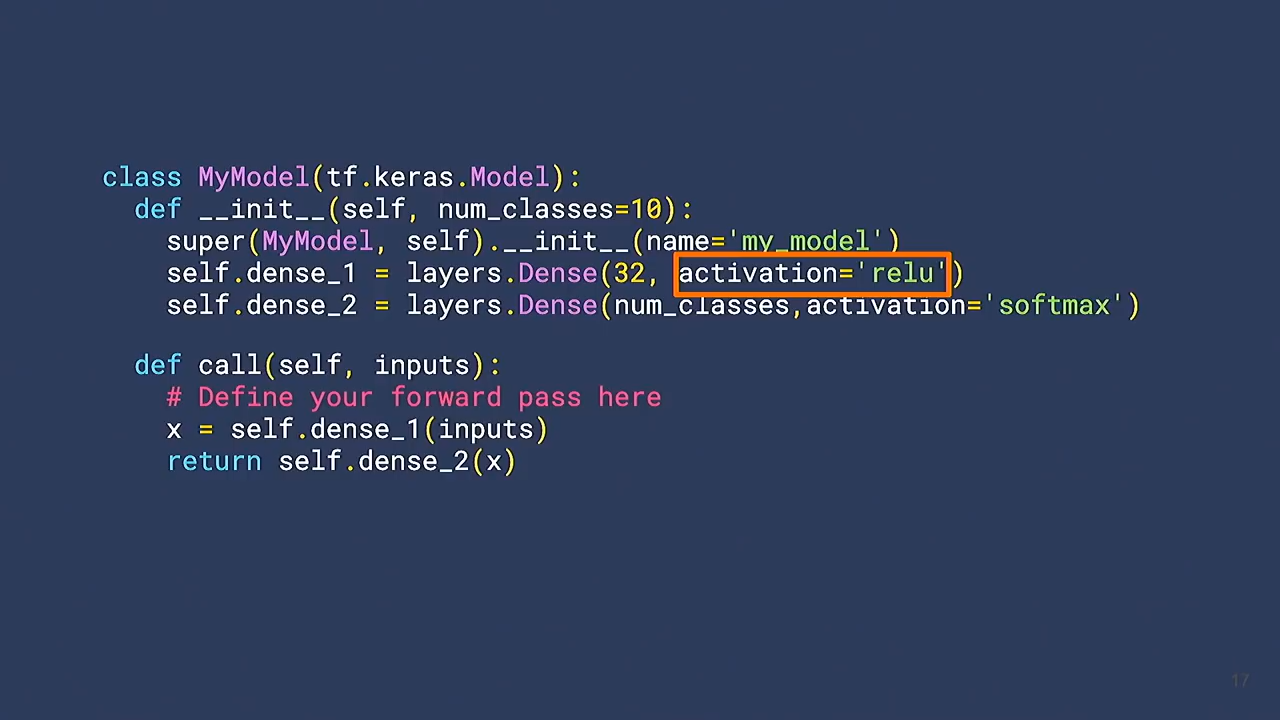 class MyModel(tf.keras.Model):
  def __init__(self, num_classes=10):
    super(MyModel, self).__init__(name='my_model')
    self.dense_1 = layers.Dense(32, activation='relu')
    self.dense_2 = layers.Dense(num_classes,activation='softmax')
  def call(self, inputs):
    # Define your forward pass here
    x = self.dense_1(inputs)
    return self.dense_2(x)
17